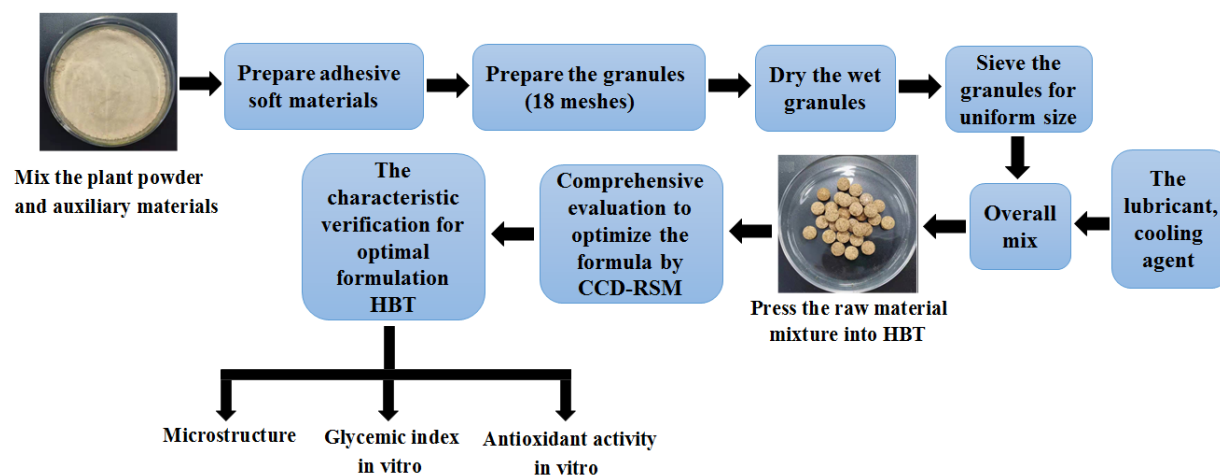 Mix the plant powder
and auxiliary materials
Prepare adhesive
soft materials
Prepare the granules
(18 meshes)
Dry the wet
granules
Sieve the
granules for
uniform size
The
lubricant,
cooling
agent
Overall
mix
Press the raw material
mixture into HBT
Comprehensive
evaluation to
optimize the
formula by
CCD-RSM
The
characteristic
verification for
optimal
formulation
HBT
Microstructure
Glycemic index
in vitro
Antioxidant activity
in vitro